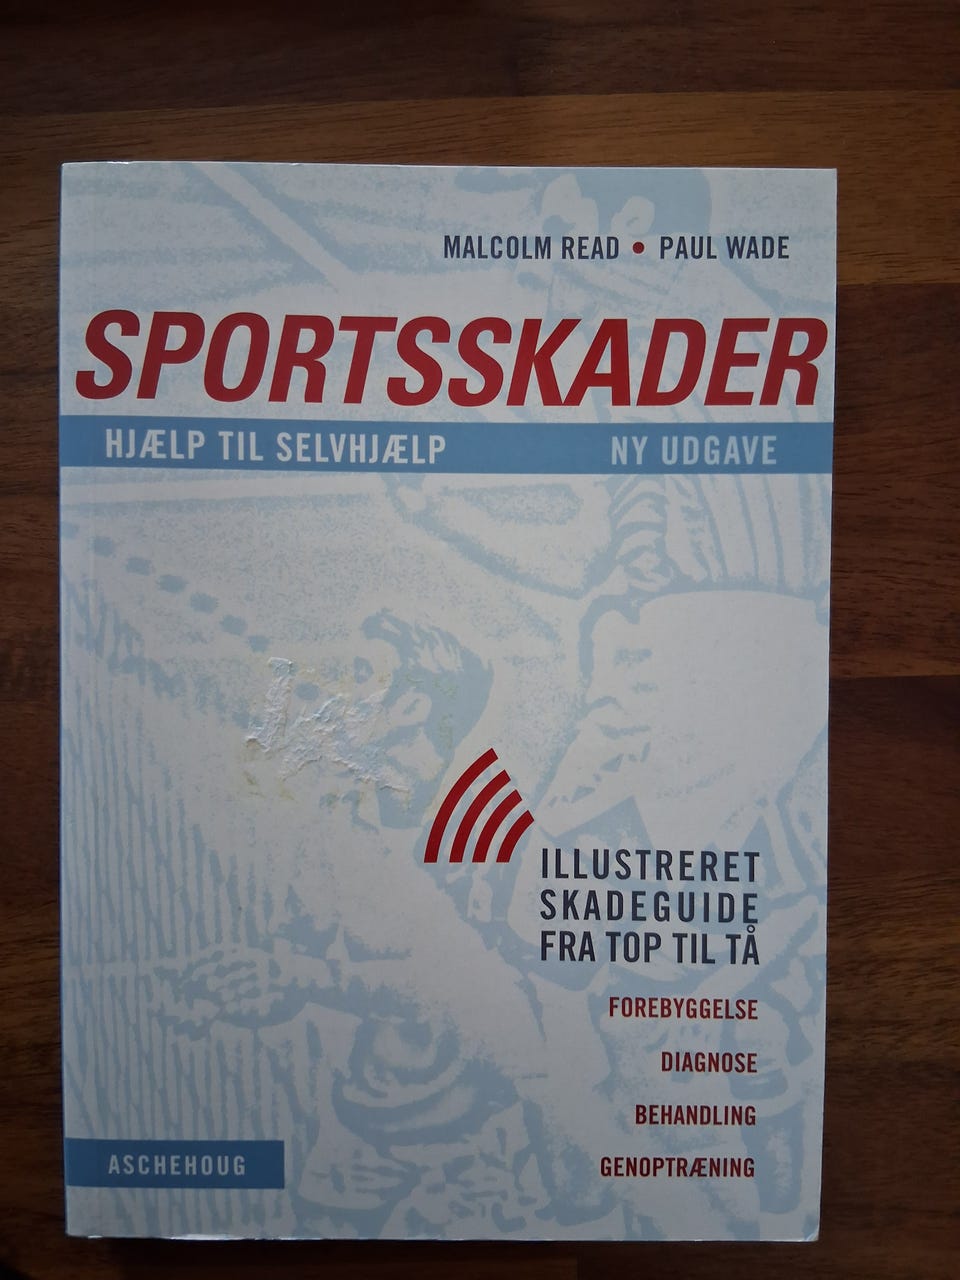 MALCOLM READ • PAUL WADE
SPORTSSKADER
HJÆLP TIL SELVHJÆLP NY UDGAVE
ILLUSTRERET
SKADEGUIDE
FRA TOP TIL TÅ
FOREBYGGELSE
DIAGNOSE
BEHANDLING
GENOPTRÆNING
ASCHEHOUG